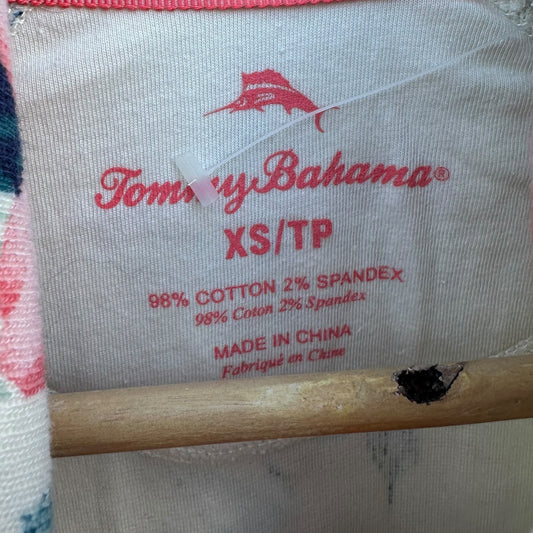 Tommy Bahama®
XS/TP
98% COTTON 2% SPANDEX
98% Coton 2% Spandex
MADE IN CHINA
Fabriqué en Chine